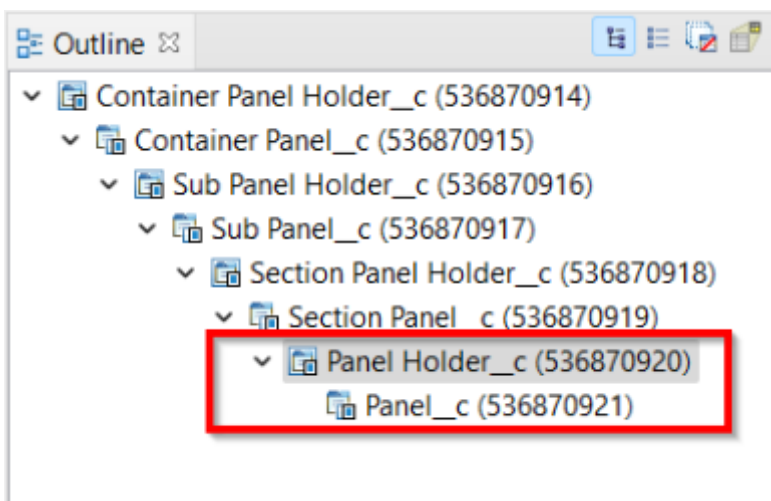 Outline
Container Panel Holder__c (536870914)
Container Panel__c (536870915)
Sub Panel Holder__c (536870916)
Sub Panel__c (536870917)
Section Panel Holder__c (536870918)
Section Panel__c (536870919)
Panel Holder__c (536870920)
Panel__c (536870921)